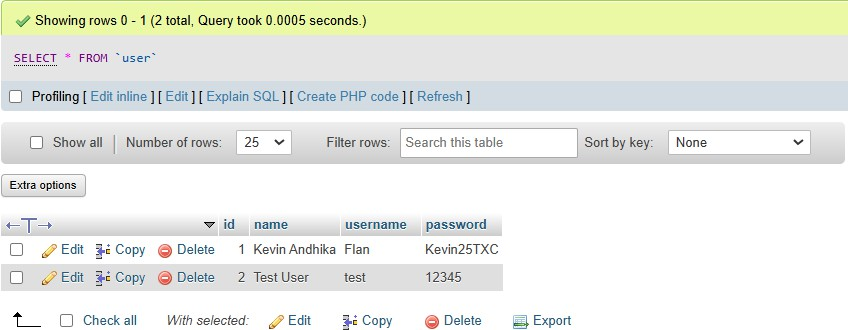 Showing rows 0 - 1 (2 total, Query took 0.0005 seconds.)
SELECT * FROM `user`
Profiling [ Edit inline ] [ Edit ] [ Explain SQL ] [ Create PHP code ] [ Refresh ]
Show all Number of rows: 25 Filter rows: Search this table Sort by key: None
Extra options
id name username password
Edit Copy Delete 1 Kevin Andhika Flan Kevin25TXC
Edit Copy Delete 2 Test User test 12345
Check all With selected: Edit Copy Delete Export